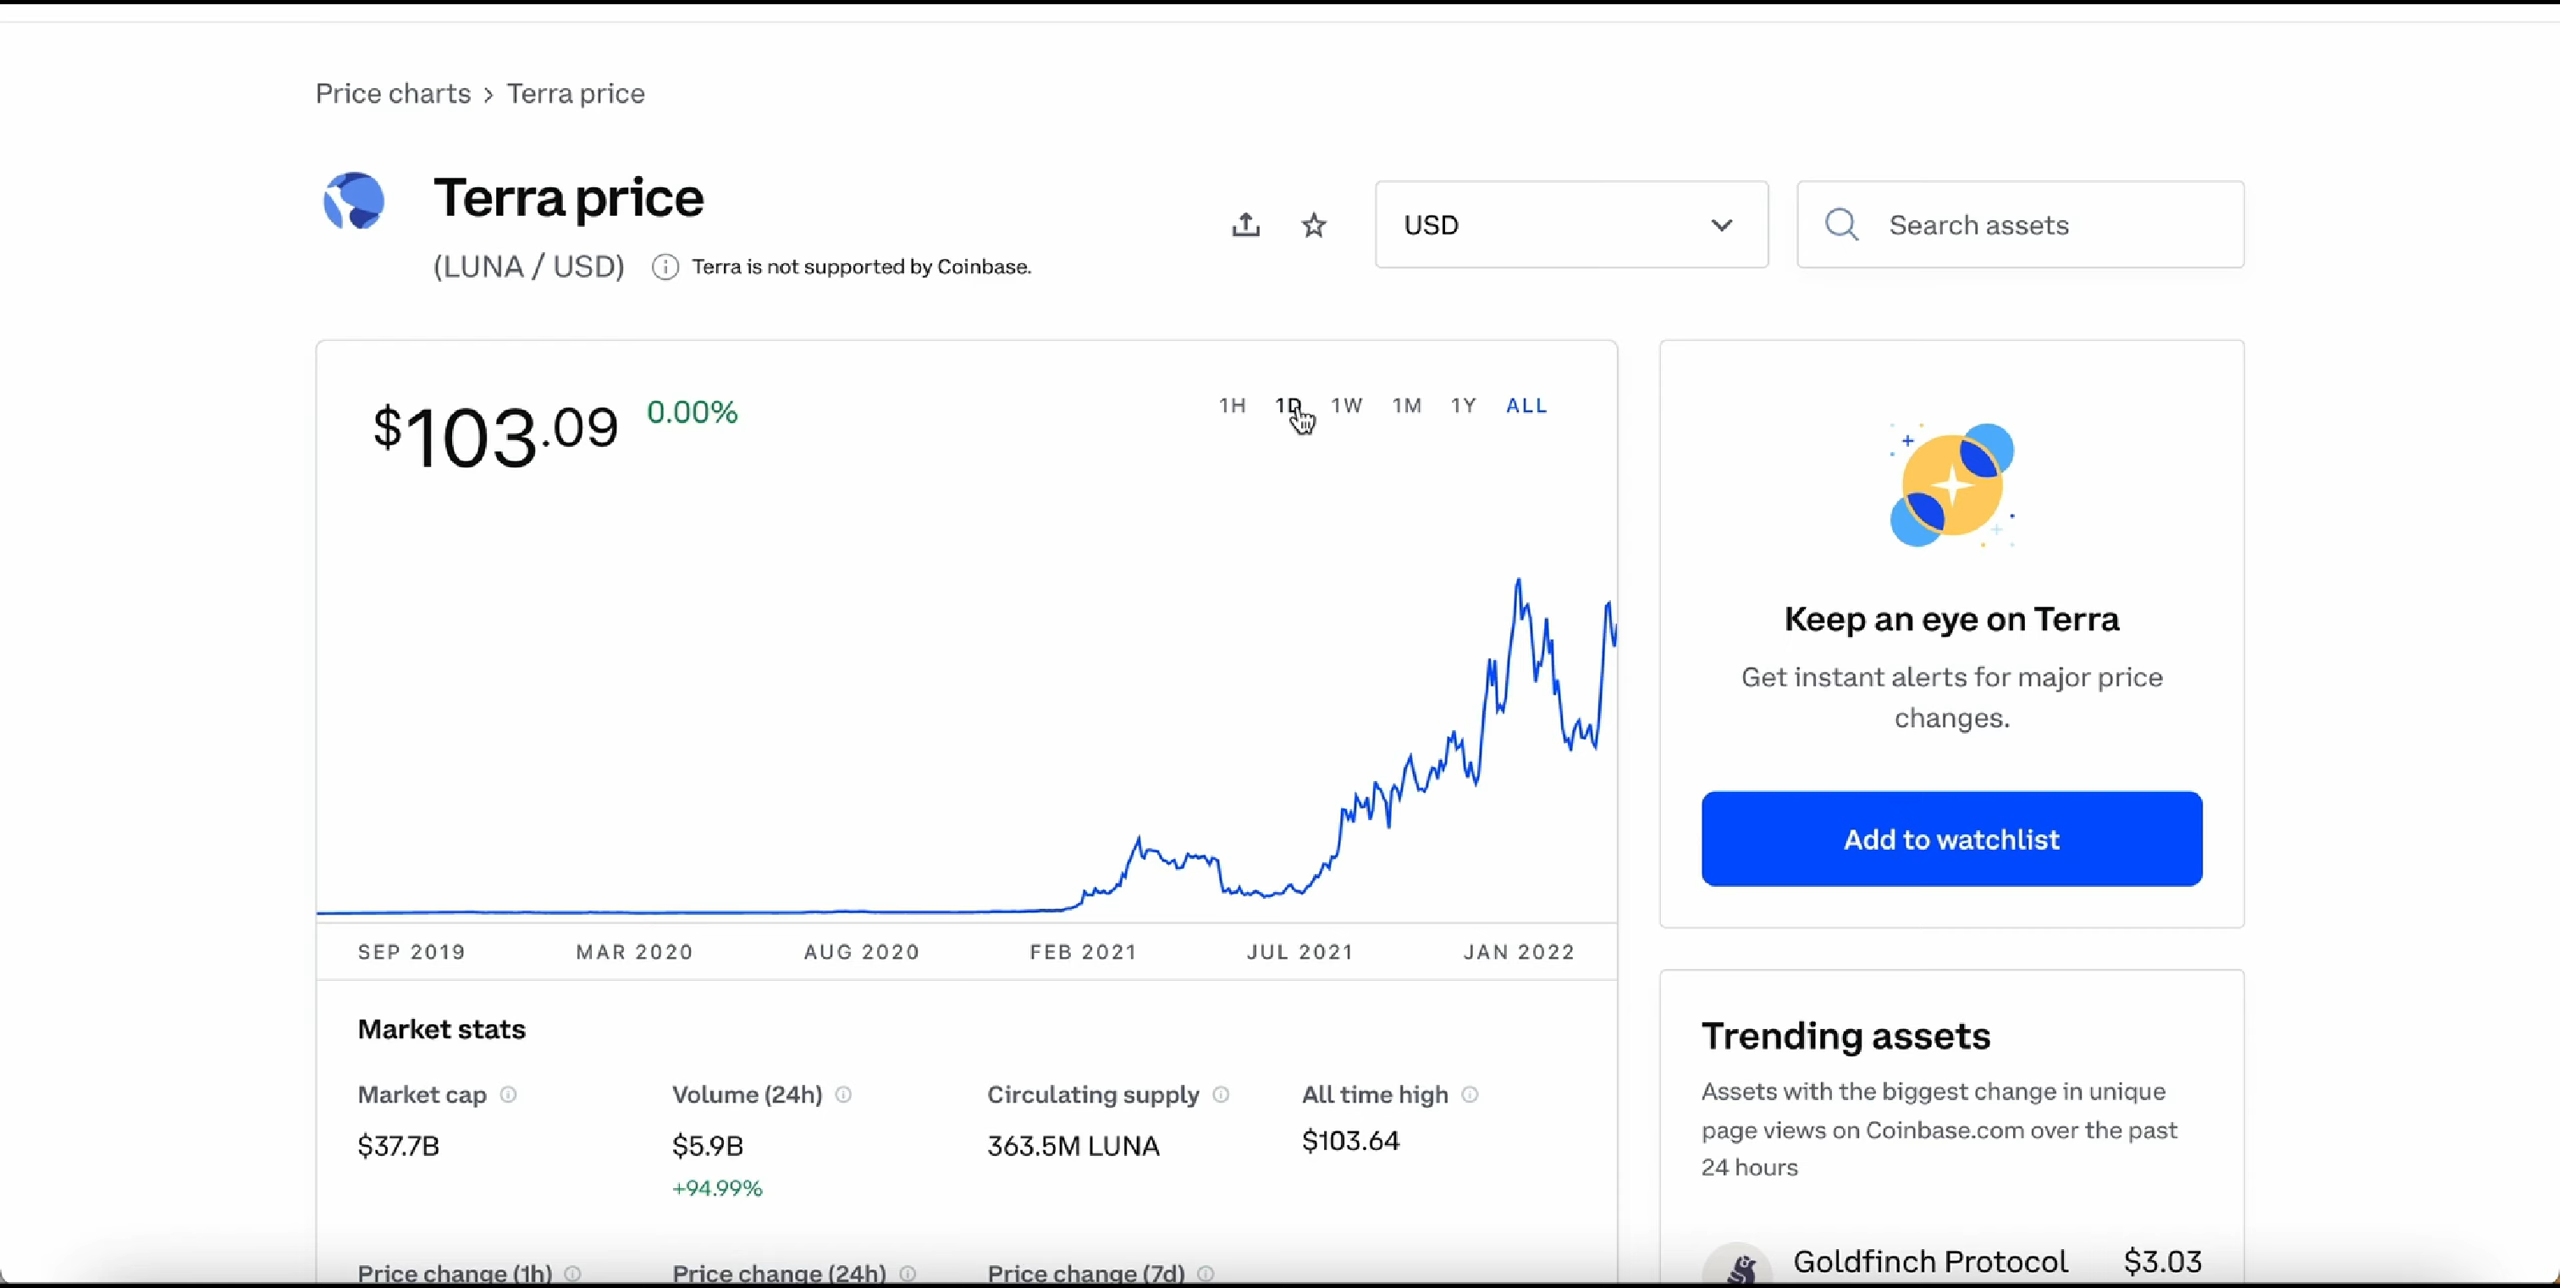 Price charts > Terra price
Terra price
(LUNA / USD) Terra is not supported by Coinbase.
USD
Search assets
$103.09 0.00%
1H 1D 1W 1M 1Y ALL
SEP 2019 MAR 2020 AUG 2020 FEB 2021 JUL 2021 JAN 2022
Market stats
Market cap Volume (24h) Circulating supply All time high
$37.7B $5.9B 363.5M LUNA $103.64
+94.99%
Price change (1h) Price change (24h) Price change (7d)
Keep an eye on Terra
Get instant alerts for major price
changes.
Add to watchlist
Trending assets
Assets with the biggest change in unique
page views on Coinbase.com over the past
24 hours
Goldfinch Protocol $3.03